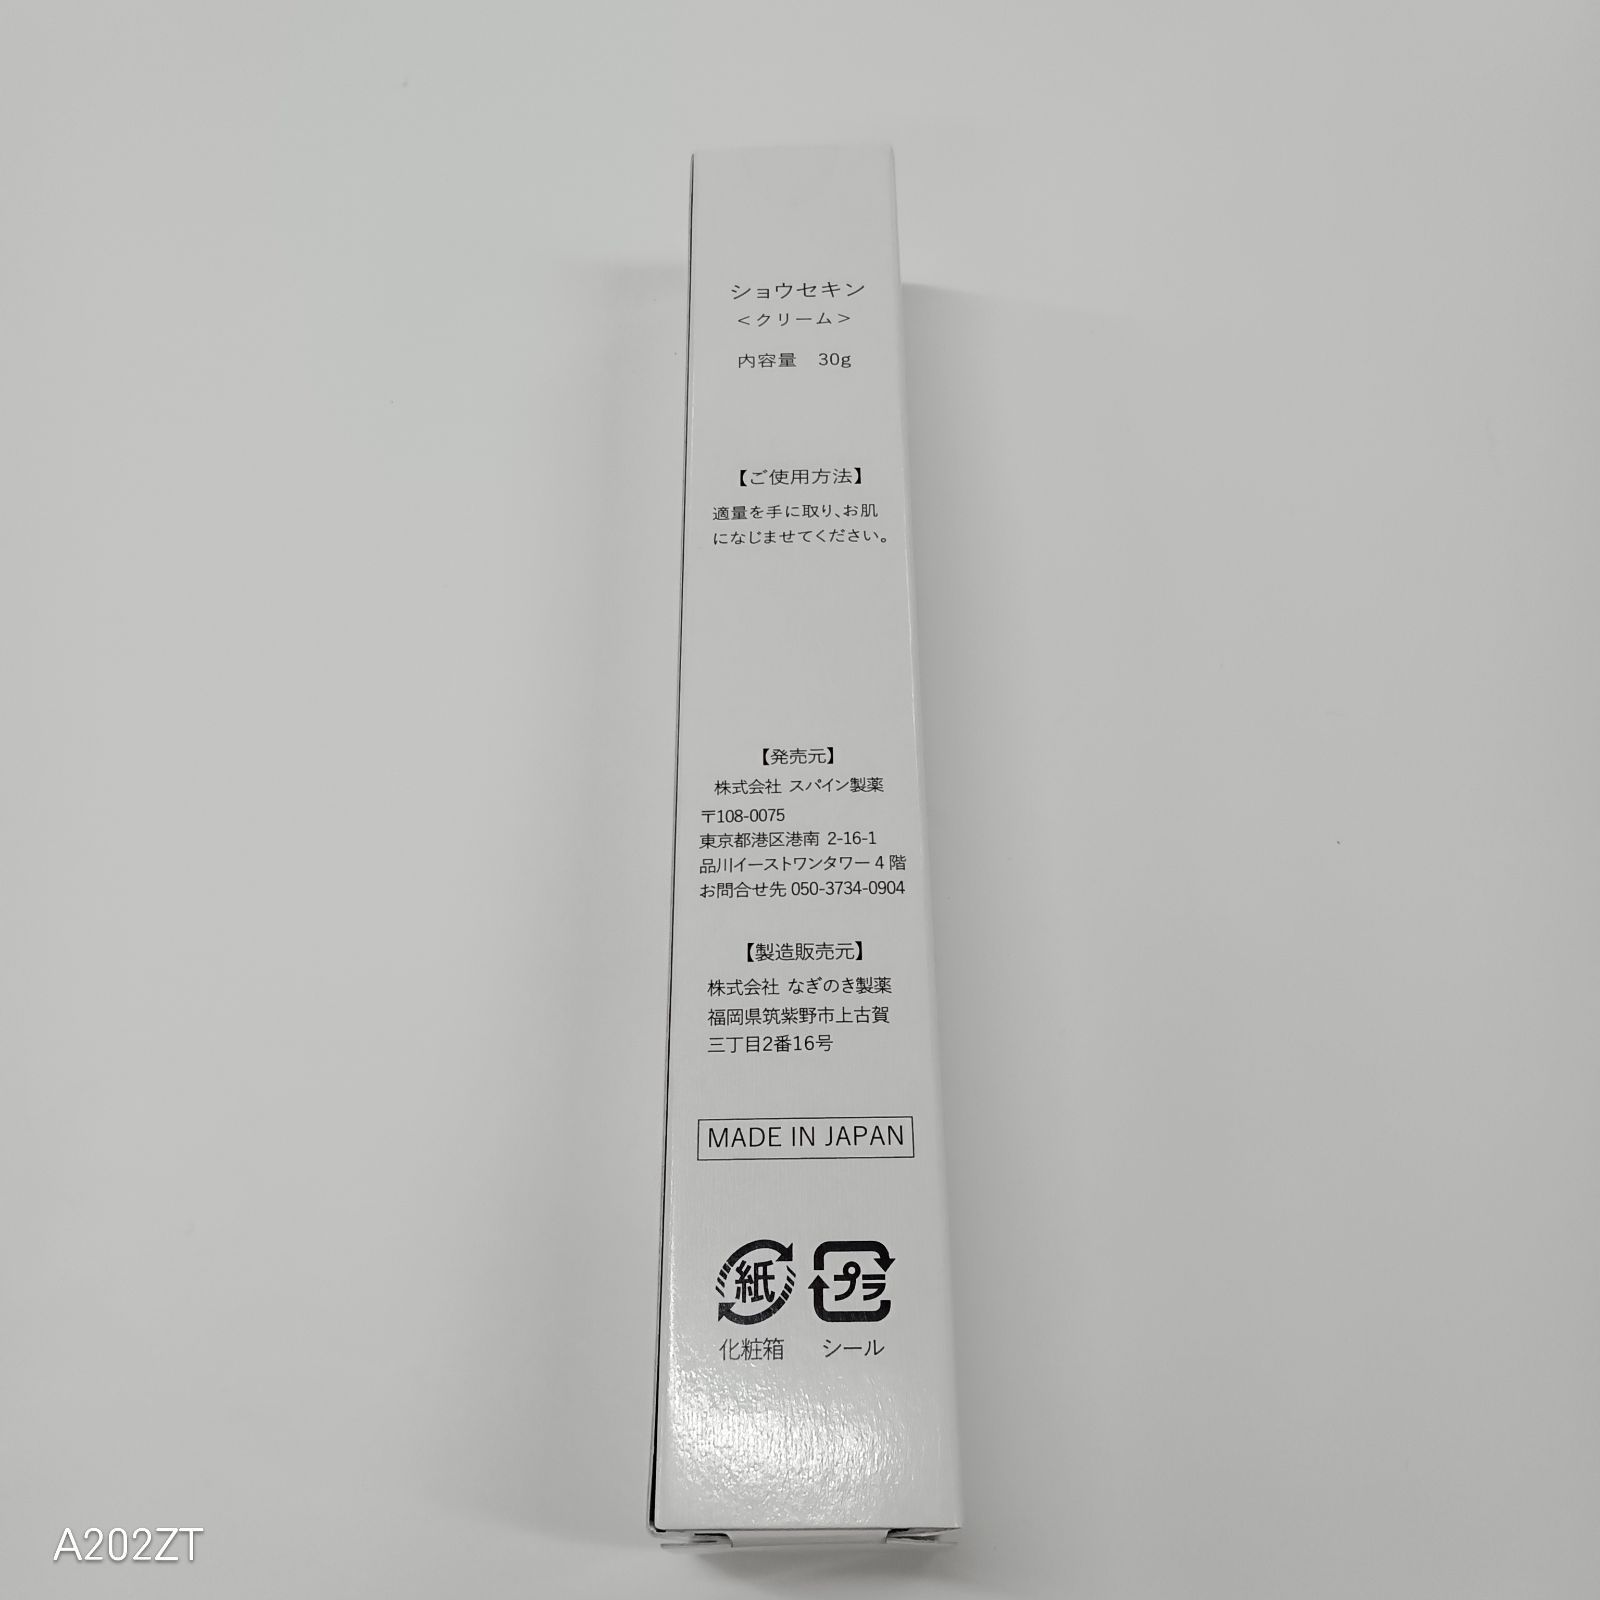 ショウセキン
＜クリーム＞
内容量　30g
【ご使用方法】
適量を手に取り、お肌
になじませてください。
【発売元】
株式会社 スパイン製薬
〒108-0075
東京都港区港南 2-16-1
品川イーストワンタワー 4 階
お問合せ先 050-3734-0904
【製造販売元】
株式会社 なぎのき製薬
福岡県筑紫野市上古賀
三丁目2番16号
MADE IN JAPAN
紙 プラ
化粧箱 シール
A202ZT